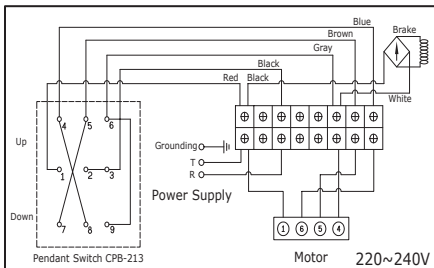 Blue
Brown
Gray
Black
Red Black
Brake
White
Up
4 5 6
1 2 3
Down
7 8 9
Pendant Switch CPB-213
Grounding
T
R
Power Supply
1 6 5 4
Motor
220~240V